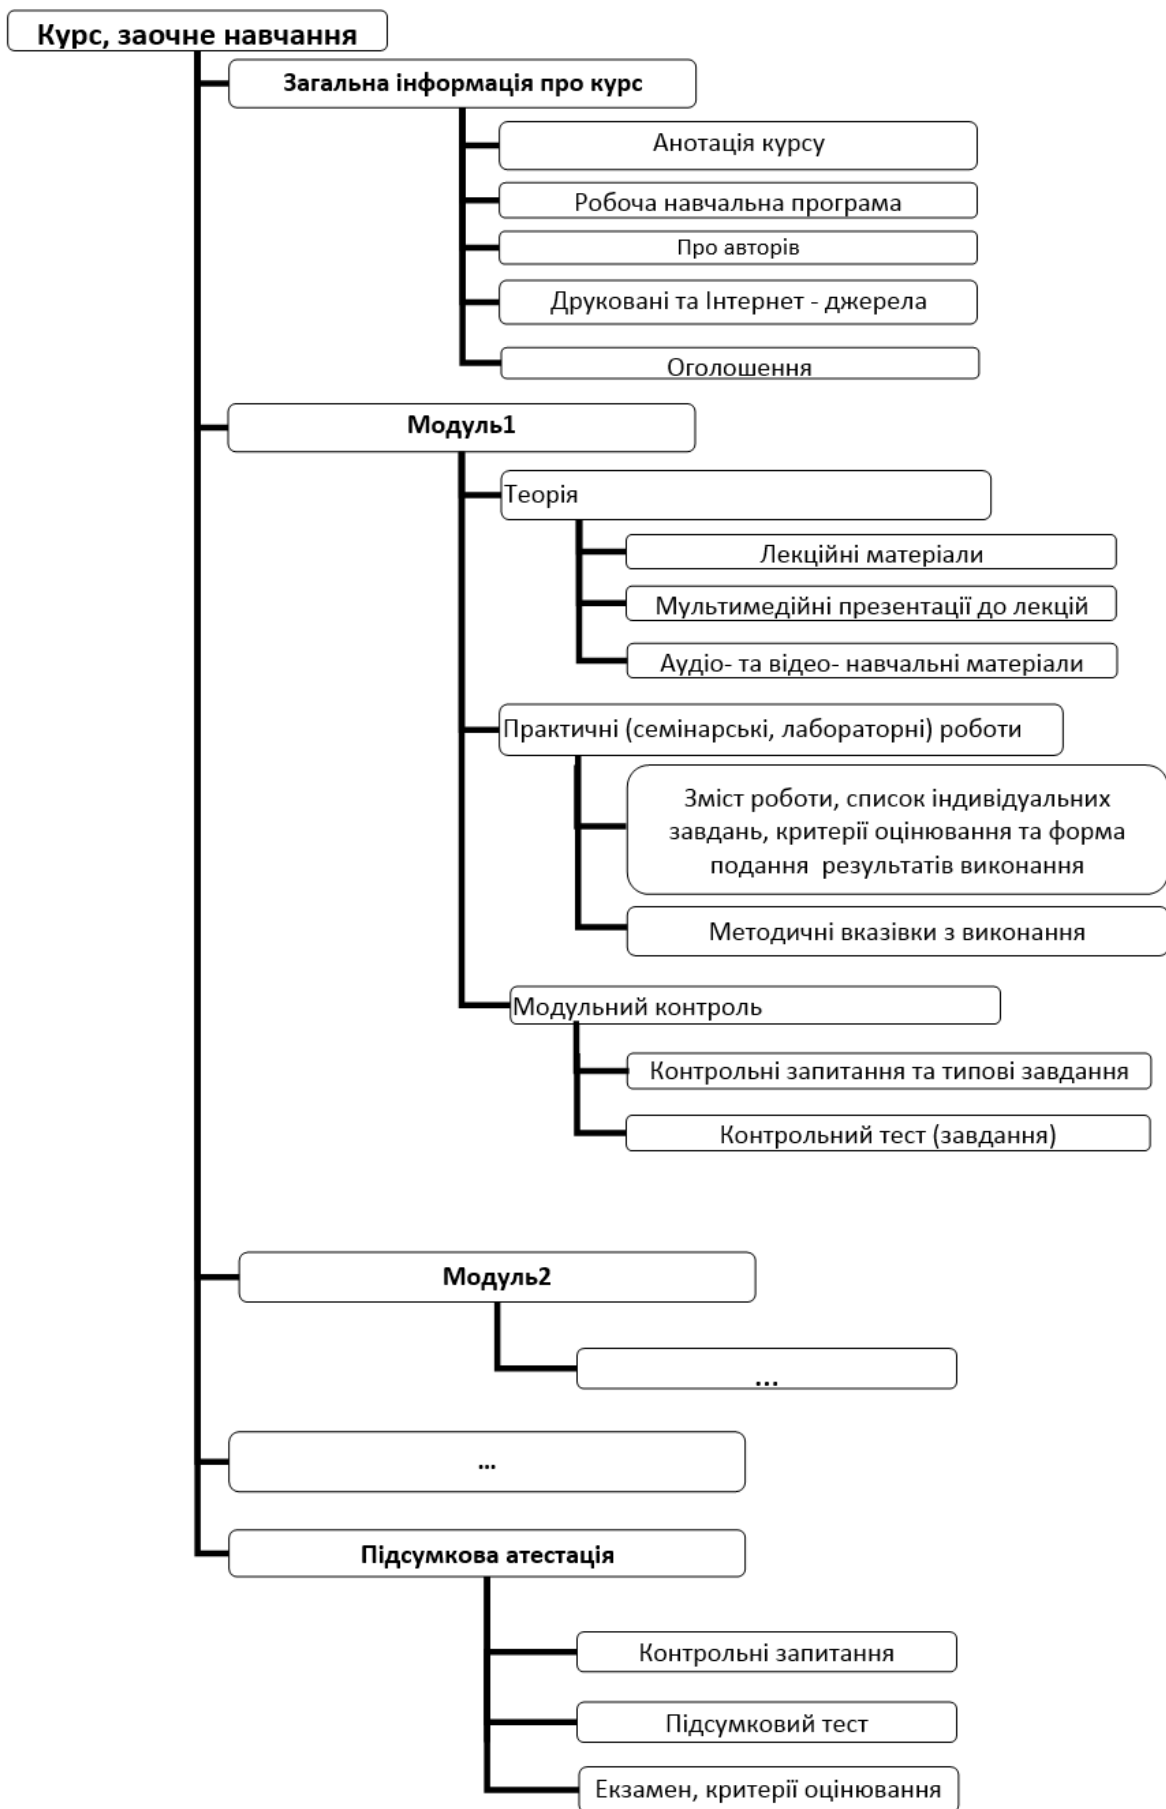 Курс, заочне навчання
Загальна інформація про курс
Анотація курсу
Робоча навчальна програма
Про авторів
Друковані та Інтернет - джерела
Оголошення
Модуль1
Теорія
Лекційні матеріали
Мультимедійні презентації до лекцій
Аудіо- та відео- навчальні матеріали
Практичні (семінарські, лабораторні) роботи
Зміст роботи, список індивідуальних
завдань, критерії оцінювання та форма
подання  результатів виконання
Методичні вказівки з виконання
Модульний контроль
Контрольні запитання та типові завдання
Контрольний тест (завдання)
Модуль2
...
...
Підсумкова атестація
Контрольні запитання
Підсумковий тест
Екзамен, критерії оцінювання